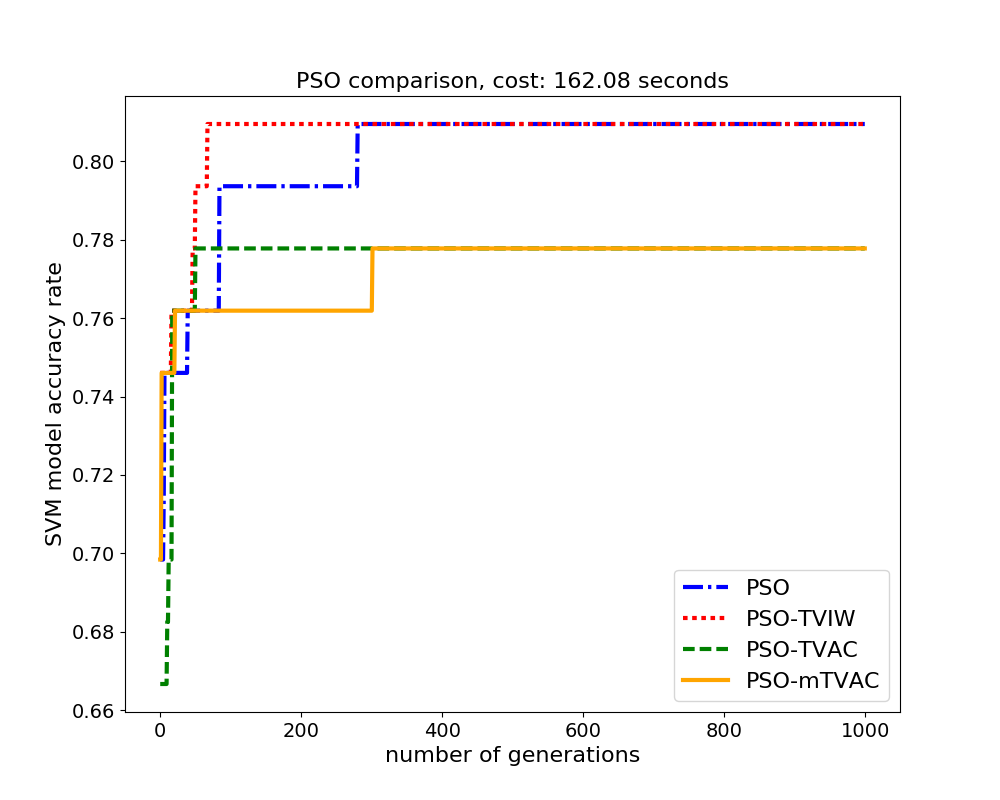 PSO comparison, cost: 162.08 seconds
SVM model accuracy rate
0.80
0.78
0.76
0.74
0.72
0.70
0.68
0.66
0 200 400 600 800 1000
number of generations
PSO
PSO-TVIW
PSO-TVAC
PSO-mTVAC